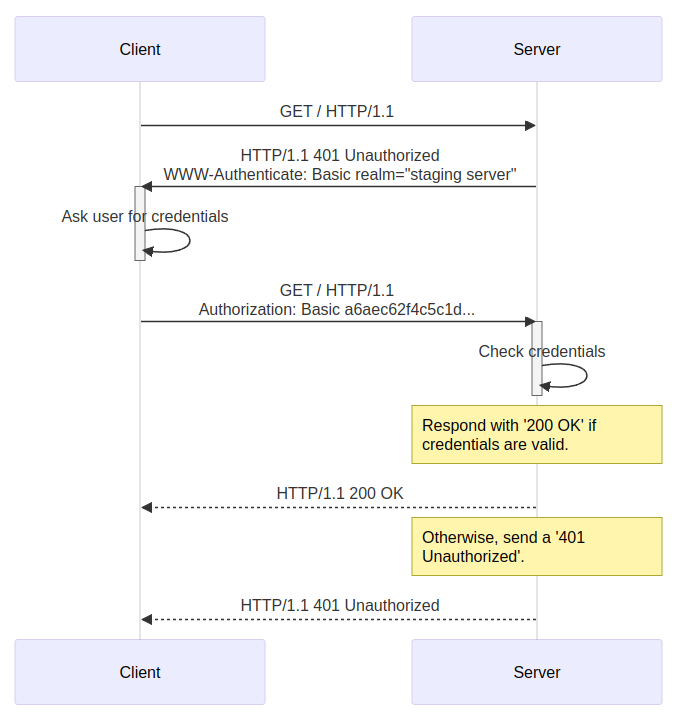 Client
Server
GET / HTTP/1.1
HTTP/1.1 401 Unauthorized
WWW-Authenticate: Basic realm="staging server"
Ask user for credentials
GET / HTTP/1.1
Authorization: Basic a6aec62f4c5c1d...
Check credentials
Respond with '200 OK' if
credentials are valid.
HTTP/1.1 200 OK
Otherwise, send a '401
Unauthorized'.
HTTP/1.1 401 Unauthorized
Client
Server